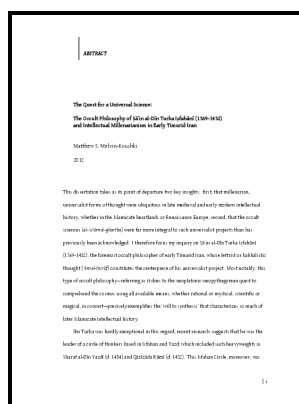 ABSTRACT
The Quest for a Universal Science:
The Occult Philosophy of Ṣāʾin al-Dīn Turka Iṣfahānī (1369-1432)
and Intellectual Millenarianism in Early Timurid Iran
Matthew S. Melvin-Koushki
2012
This dissertation takes as its point of departure two key insights: first, that millenarian,
universalist forms of thought were ubiquitous in late medieval and early modern intellectual
history, whether in the Islamicate heartlands or Renaissance Europe; second, that the occult
sciences (al-ʿulūm al-gharība) were far more integral to such universalist projects than has
previously been acknowledged. I therefore focus my inquiry on Ṣāʾin al-Dīn Turka Iṣfahānī
(1369-1432), the foremost occult philosopher of early Timurid Iran, whose lettrist or kabbalistic
thought (ʿilm-i ḥurūf) constitutes the centerpiece of his universalist project. Most notably, this
type of occult philosophy—referring as it does to the neoplatonic-neopythagorean quest to
comprehend the cosmos using all available means, whether rational or mystical, scientific or
magical, in concert—precisely exemplifies the 'will to synthesis' that characterizes so much of
later Islamicate intellectual history.
Ibn Turka was hardly exceptional in this regard; recent research suggests that he was the
leader of a circle of thinkers based in Isfahan and Yazd, which included such heavyweights as
Sharaf al-Dīn Yazdī (d. 1454) and Qāżīzāda Rūmī (d. 1432). This Isfahan Circle, moreover, was
| i